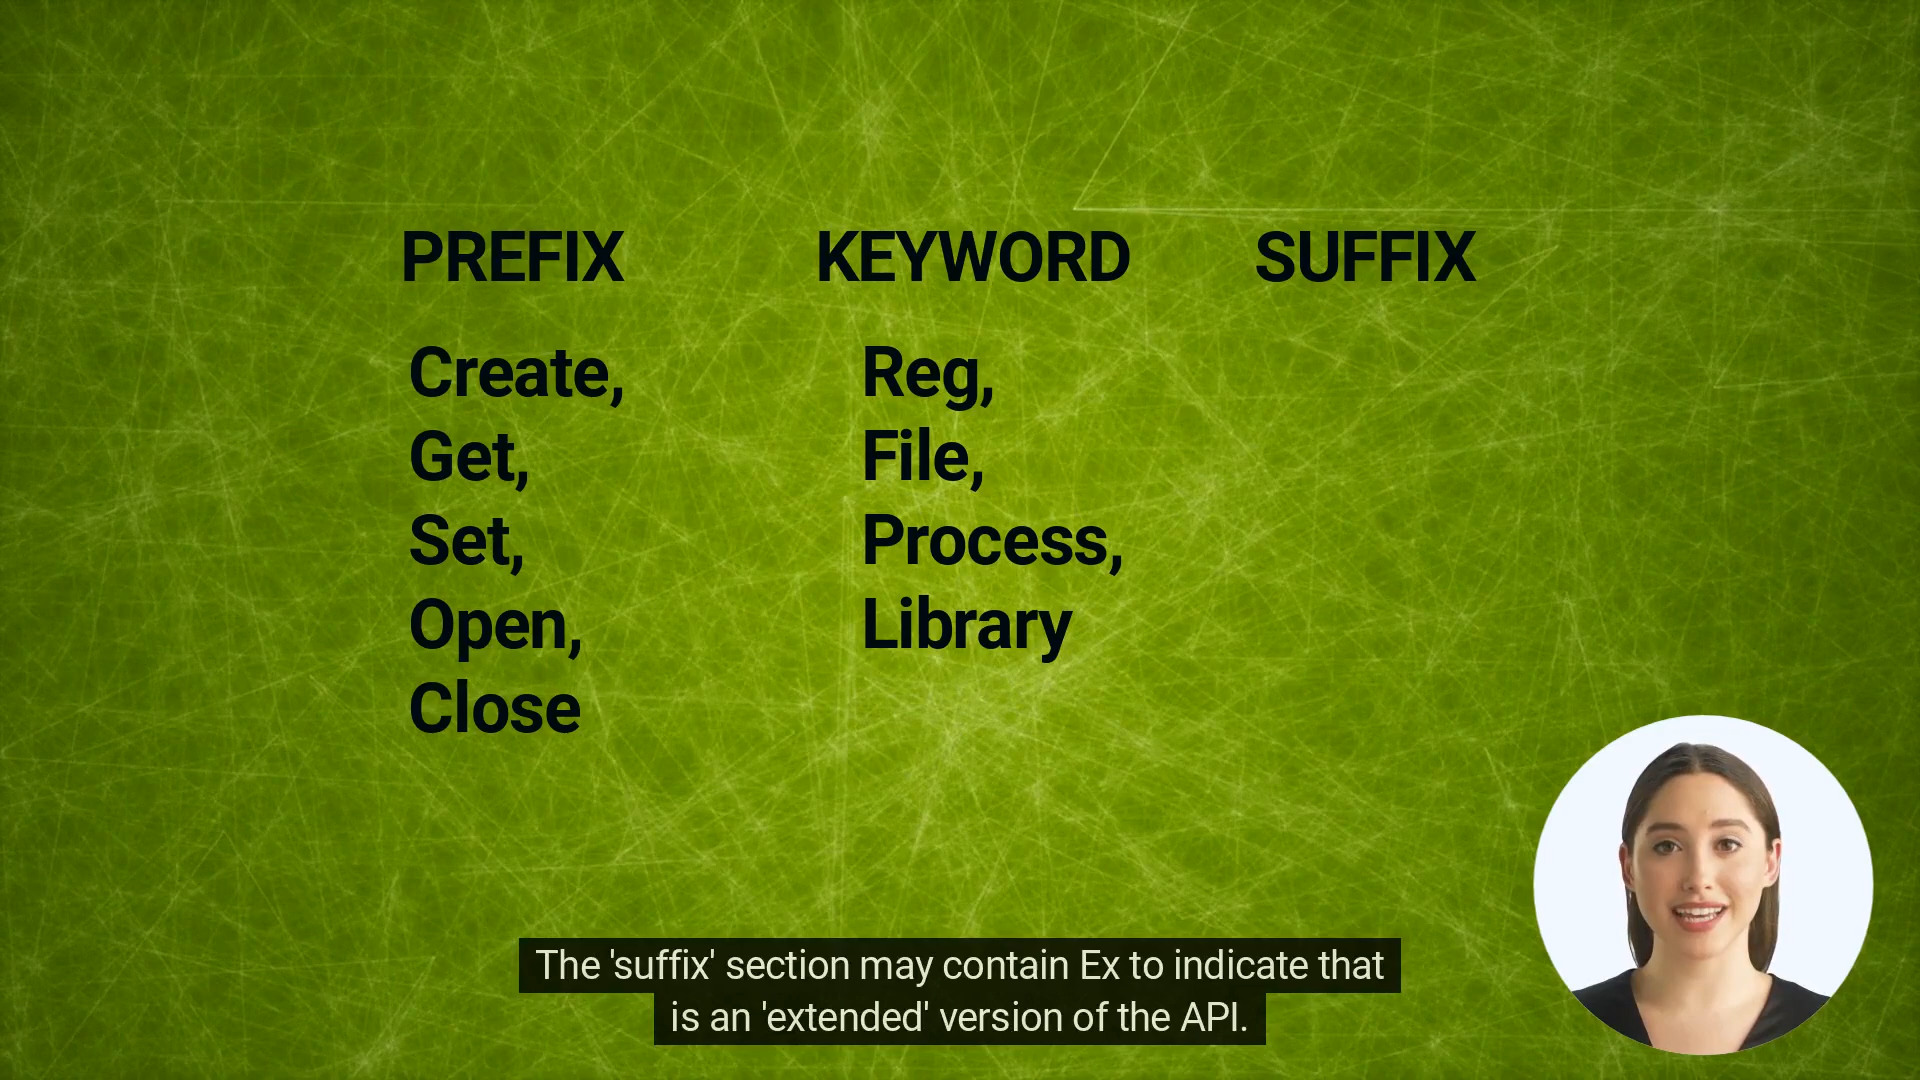 PREFIX KEYWORD SUFFIX
Create,
Get,
Set,
Open,
Close
Reg,
File,
Process,
Library
The 'suffix' section may contain Ex to indicate that
is an 'extended' version of the API.